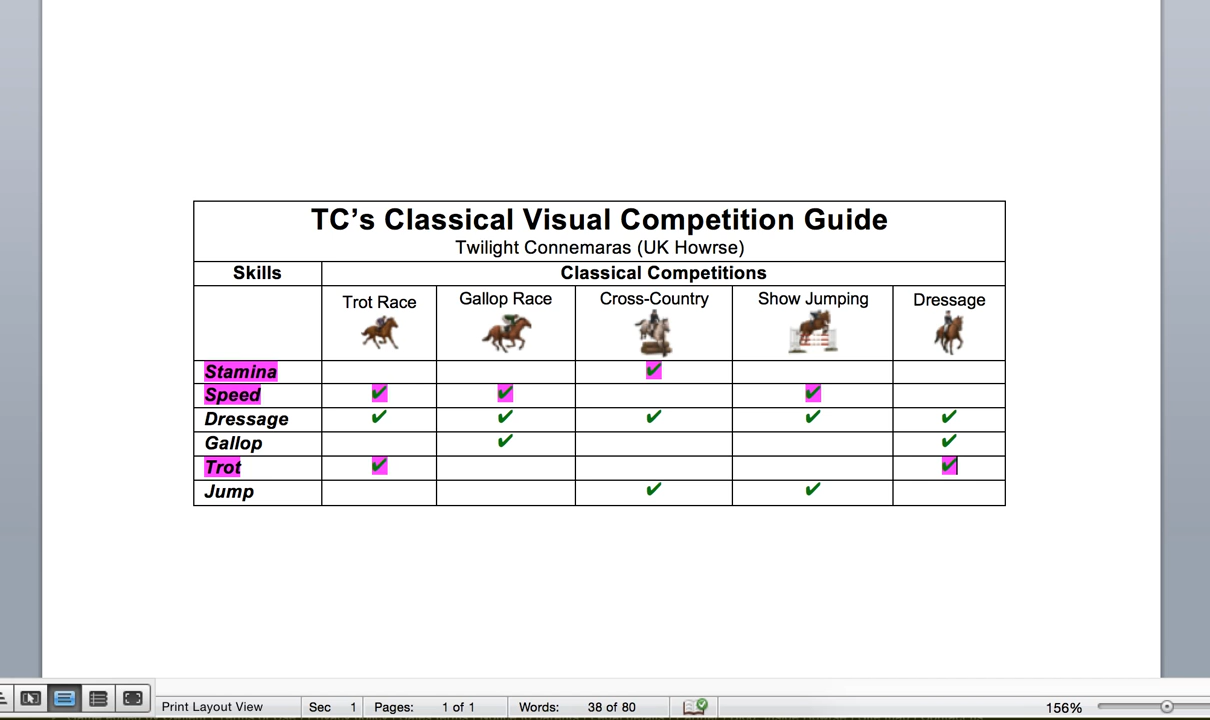 TC’s Classical Visual Competition Guide
Twilight Connemaras (UK Howrse)
Skills Classical Competitions
Trot Race Gallop Race Cross-Country Show Jumping Dressage
Stamina ✔
Speed ✔ ✔ ✔
Dressage ✔ ✔ ✔ ✔ ✔
Gallop ✔ ✔
Trot ✔ ✔
Jump ✔ ✔
Print Layout View Sec 1 Pages: 1 of 1 Words: 38 of 80 156%